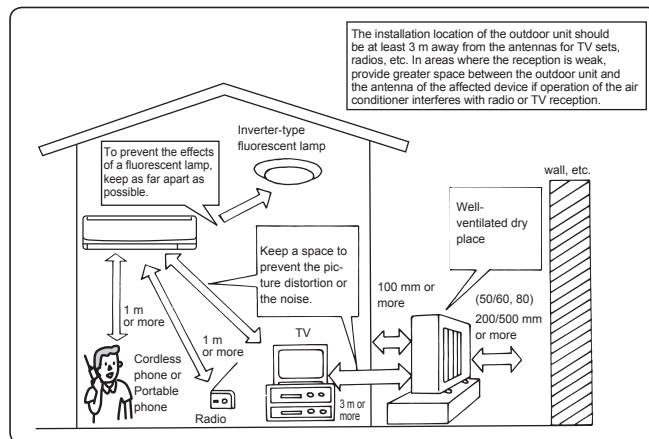 The installation location of the outdoor unit should
be at least 3 m away from the antennas for TV sets,
radios, etc. In areas where the reception is weak,
provide greater space between the outdoor unit and
the antenna of the affected device if operation of the air
conditioner interferes with radio or TV reception.
Inverter-type
fluorescent lamp
To prevent the effects
of a fluorescent lamp,
keep as far apart as
possible.
wall, etc.
Well-
ventilated dry
place
Keep a space to
prevent the pic-
ture distortion or
the noise.
100 mm or
more
(50/60, 80)
200/500 mm
or more
1 m
or more
1 m
or more
TV
Cordless
phone or
Portable
phone
Radio
3 m or
more